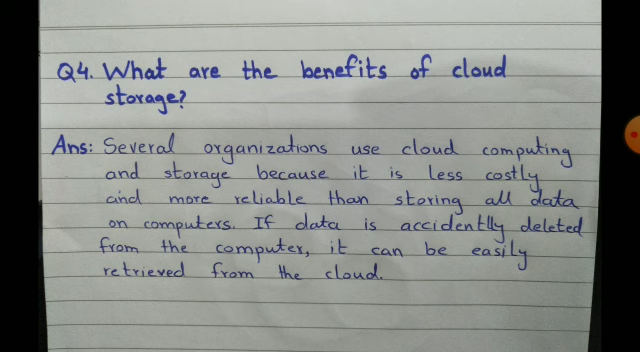 Q4. What are the benefits of cloud
storage?
Ans: Several organizations use cloud computing
and storage because it is less costly
and more reliable than storing all data
on computers. If data is accidentlly deleted
from the computer, it can be easily
retrieved from the cloud.